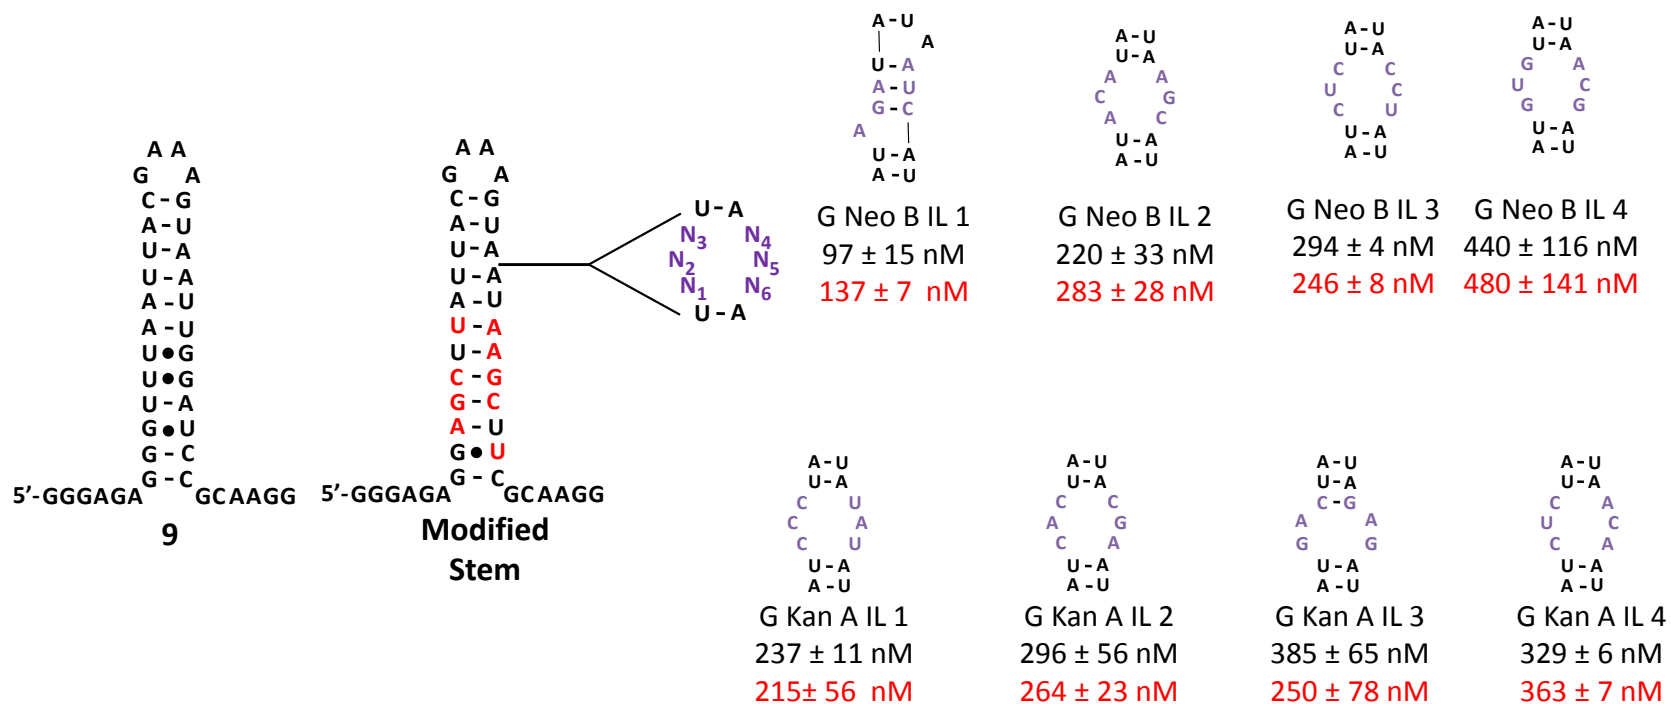 A A
G A
C-G
A-U
U-A
U-A
A-U
A-U
U•G
U•G
U-A
G•U
G-C
G-C
5'-GGGAGA GCAAGG
9
A A
G A
C-G
A-U
U-A
U-A
A-U
U-A
U-A
C-G
G-C
A-U
G•U
G-C
5'-GGGAGA GCAAGG
Modified
Stem
U-A
N3 N4
N2 N5
N1 N6
U-A
A-U
A
U-A
A-U
G-C
A
U-A
A-U
G Neo B IL 1
97 ± 15 nM
137 ± 7 nM
A-U
U-A
A A
C G
A C
U-A
A-U
G Neo B IL 2
220 ± 33 nM
283 ± 28 nM
A-U
U-A
C C
U C
C U
U-A
A-U
G Neo B IL 3
294 ± 4 nM
246 ± 8 nM
A-U
U-A
G A
U C
G G
U-A
A-U
G Neo B IL 4
440 ± 116 nM
480 ± 141 nM
A-U
U-A
C U
C A
C U
U-A
A-U
G Kan A IL 1
237 ± 11 nM
215± 56 nM
A-U
U-A
C C
A G
C A
U-A
A-U
G Kan A IL 2
296 ± 56 nM
264 ± 23 nM
A-U
U-A
C-G
A A
G G
U-A
A-U
G Kan A IL 3
385 ± 65 nM
250 ± 78 nM
A-U
U-A
C A
U C
C A
U-A
A-U
G Kan A IL 4
329 ± 6 nM
363 ± 7 nM